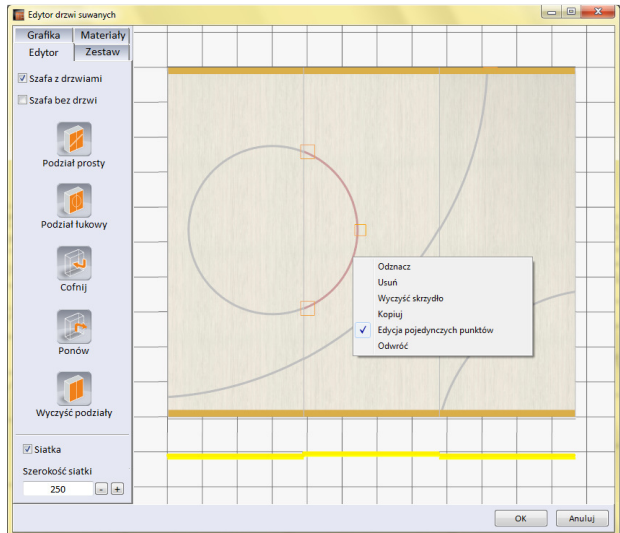 Edytor drzwi suwanych
Grafika Materiały
Edytor Zestaw
Szafa z drzwiami
Szafa bez drzwi
Podział prosty
Podział łukowy
Cofnij
Ponów
Wyczyść podziały
Siatka
Szerokość siatki
250 - +
Odznacz
Usuń
Wyczyść skrzydło
Kopiuj
Edycja pojedynczych punktów
Odwróć
OK Anuluj